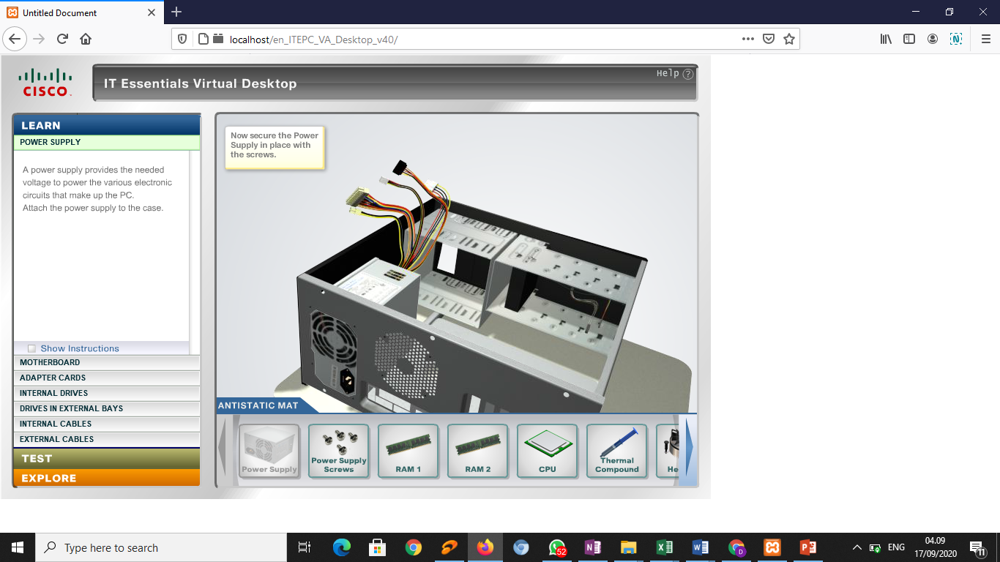 Untitled Document
localhost/en_ITEPC_VA_Desktop_v40/
CISCO
IT Essentials Virtual Desktop
Help ?
LEARN
POWER SUPPLY
A power supply provides the needed
voltage to power the various electronic
circuits that make up the PC.
Attach the power supply to the case.
Show Instructions
MOTHERBOARD
ADAPTER CARDS
INTERNAL DRIVES
DRIVES IN EXTERNAL BAYS
INTERNAL CABLES
EXTERNAL CABLES
TEST
EXPLORE
Now secure the Power
Supply in place with
the screws.
ANTISTATIC MAT
Power Supply
Power Supply
Screws
RAM 1
RAM 2
CPU
Thermal
Compound
He
Type here to search
52
ENG
04.09
17/09/2020
11